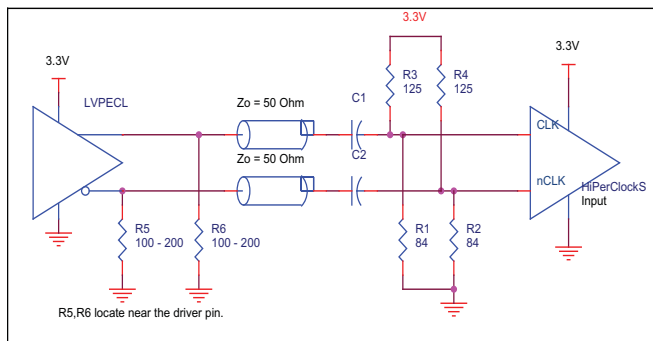 3.3V
3.3V
3.3V
LVPECL
R3
125
R4
125
Zo = 50 Ohm
C1
CLK
Zo = 50 Ohm
C2
nCLK
HiPerClockS
Input
R5
100 - 200
R6
100 - 200
R1
84
R2
84
R5,R6 locate near the driver pin.